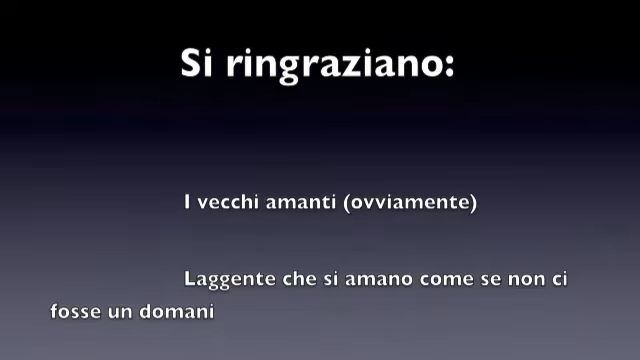 Si ringraziano:
I vecchi amanti (ovviamente)
Laggente che si amano come se non ci
fosse un domani